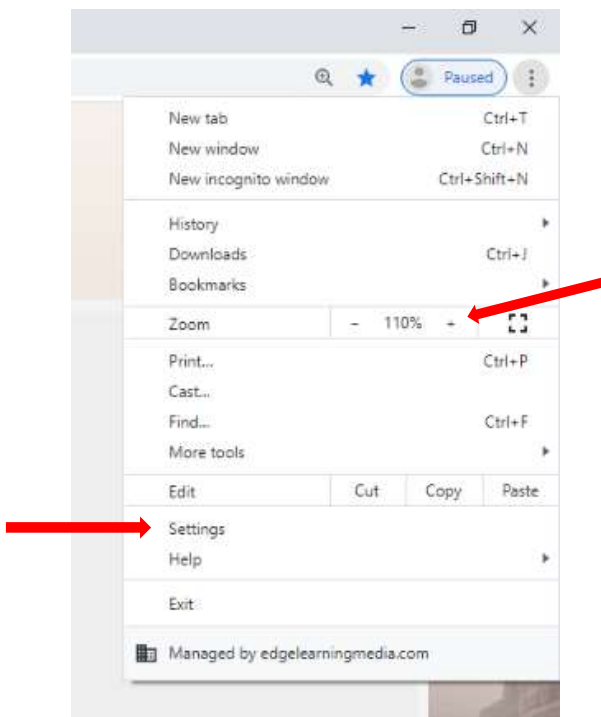 Paused
New tab Ctrl+T
New window Ctrl+N
New incognito window Ctrl+Shift+N
History
Downloads Ctrl+J
Bookmarks
Zoom - 110% +
Print... Ctrl+P
Cast...
Find... Ctrl+F
More tools
Edit Cut Copy Paste
Settings
Help
Exit
Managed by edgelearningmedia.com